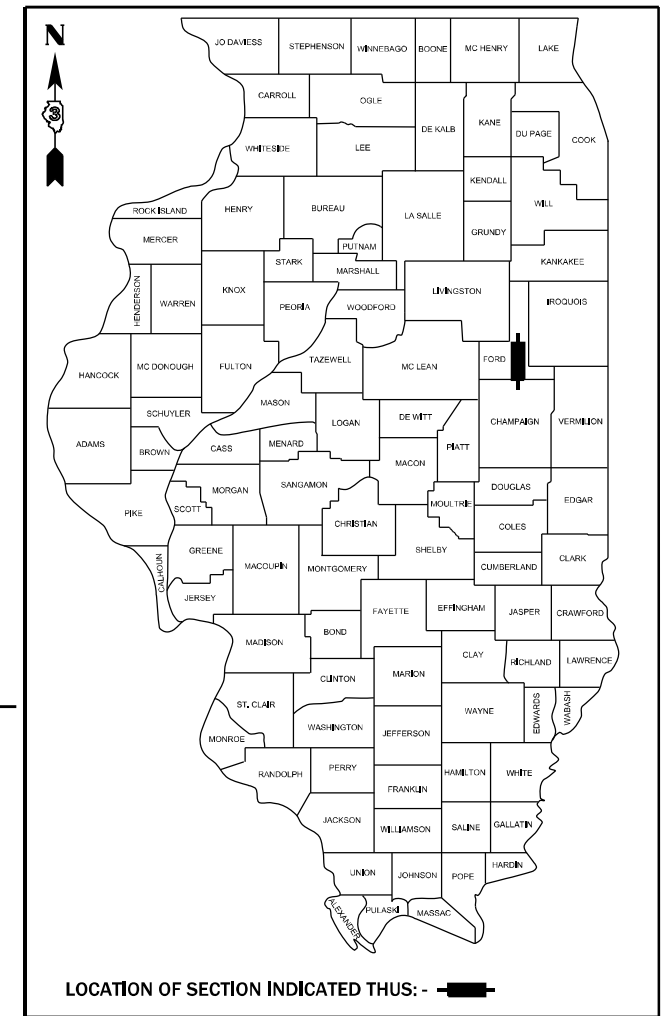 N
3
JO DAVIESS STEPHENSON WINNEBAGO BOONE MC HENRY LAKE
CARROLL OGLE DE KALB KANE DU PAGE COOK
WHITESIDE LEE KENDALL WILL
ROCK ISLAND HENRY BUREAU LA SALLE GRUNDY
MERCER PUTNAM KANKAKEE
HENDERSON WARREN KNOX STARK MARSHALL LIVINGSTON IROQUOIS
PEORIA WOODFORD
HANCOCK MC DONOUGH FULTON TAZEWELL MC LEAN FORD
MASON
SCHUYLER LOGAN DE WITT CHAMPAIGN VERMILION
ADAMS BROWN CASS MENARD PIATT
MACON
MORGAN SANGAMON DOUGLAS EDGAR
PIKE SCOTT CHRISTIAN MOULTRIE COLES
GREENE MACOUPIN MONTGOMERY SHELBY CUMBERLAND CLARK
CALHOUN JERSEY
FAYETTE EFFINGHAM JASPER CRAWFORD
MADISON BOND
CLAY RICHLAND LAWRENCE
CLINTON MARION
ST. CLAIR WAYNE EDWARDS WABASH
WASHINGTON JEFFERSON
MONROE
RANDOLPH PERRY HAMILTON WHITE
FRANKLIN
JACKSON WILLIAMSON SALINE GALLATIN
UNION JOHNSON POPE HARDIN
ALEXANDER PULASKI MASSAC
LOCATION OF SECTION INDICATED THUS: -